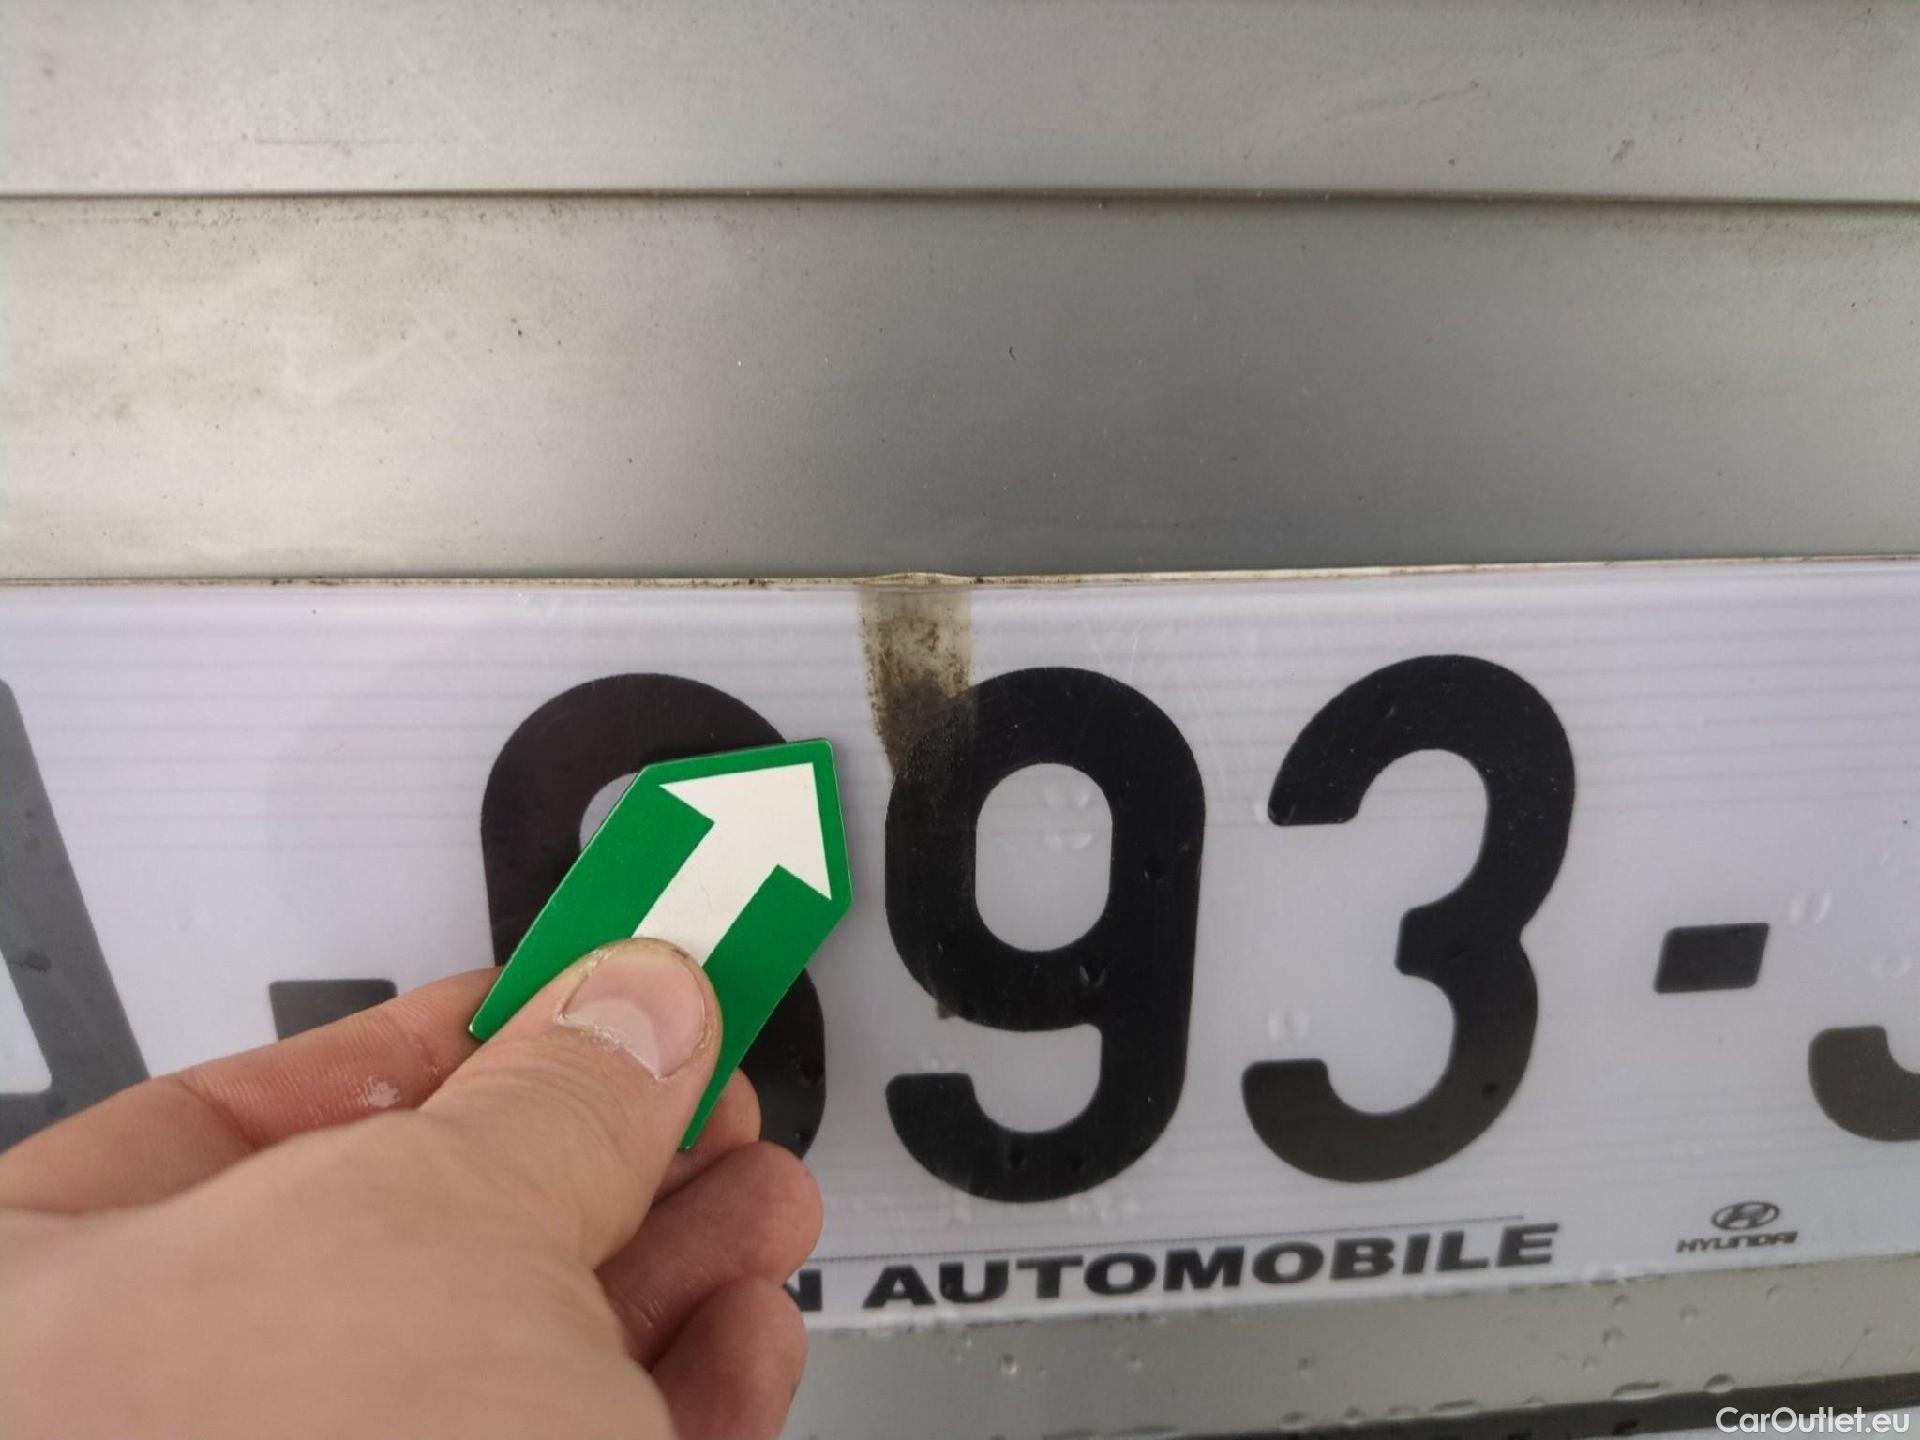 93-
N AUTOMOBILE
HYUNDAI
CarOutlet.eu